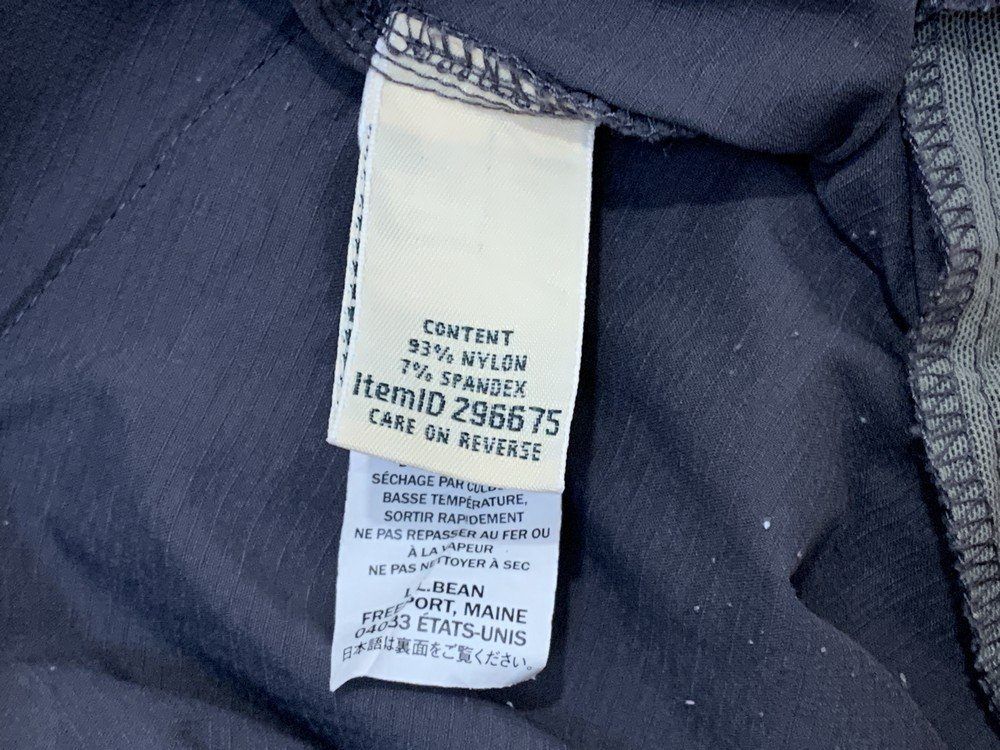 CONTENT
93% NYLON
7% SPANDEX
ItemID 296675
CARE ON REVERSE
SÉCHAGE PAR
BASSE TEMPÉRATURE,
SORTIR RAPIDEMENT
NE PAS REPASSER AU FER OU
À LA VAPEUR
NE PAS NETTOYER À SEC
L.BEAN
FREEPORT, MAINE
04033 ÉTATS-UNIS
日本語は裏面をご覧ください。